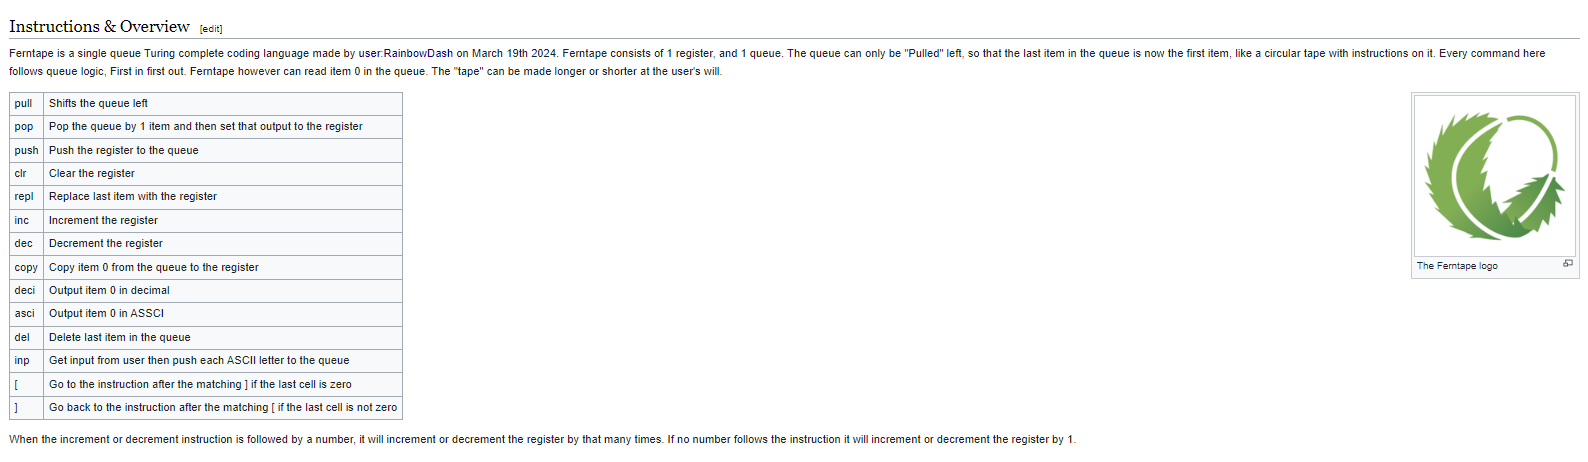 Instructions & Overview [edit]
Ferntape is a single queue Turing complete coding language made by user:RainbowDash on March 19th 2024. Ferntape consists of 1 register, and 1 queue. The queue can only be "Pulled" left, so that the last item in the queue is now the first item, like a circular tape with instructions on it. Every command here
follows queue logic, First in first out. Ferntape however can read item 0 in the queue. The "tape" can be made longer or shorter at the user's will.
pull Shifts the queue left
pop Pop the queue by 1 item and then set that output to the register
push Push the register to the queue
clr Clear the register
repl Replace last item with the register
inc Increment the register
dec Decrement the register
copy Copy item 0 from the queue to the register
deci Output item 0 in decimal
asci Output item 0 in ASSCI
del Delete last item in the queue
inp Get input from user then push each ASCII letter to the queue
[ Go to the instruction after the matching ] if the last cell is zero
] Go back to the instruction after the matching [ if the last cell is not zero
The Ferntape logo
When the increment or decrement instruction is followed by a number, it will increment or decrement the register by that many times. If no number follows the instruction it will increment or decrement the register by 1.